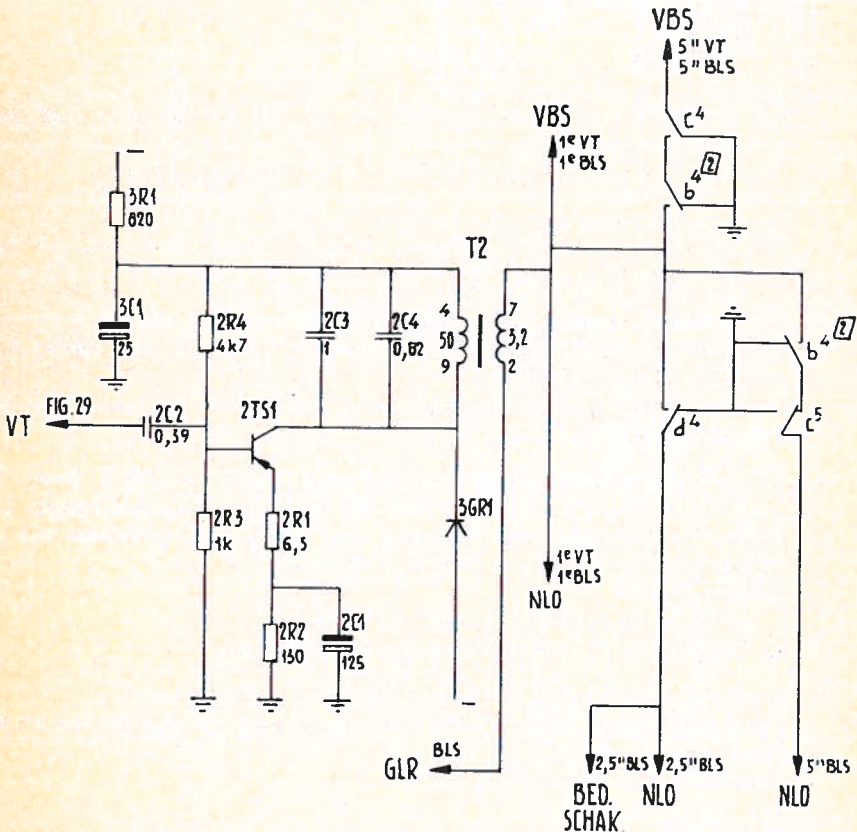 VBS
5" VT
5" BLS
c4
b4 2
VBS
1e VT
1e BLS
3R1
820
T2
3C1
25
2R4
4k7
2C3
1
2C4
0,82
4
50
9
7
3,2
2
b4 2
VT
FIG. 29
2C2
0,39
2TS1
d4
c5
2R3
1k
2R1
6,5
3GR1
1e VT
1e BLS
NLO
2R2
130
2C1
125
GLR
BLS
2,5" BLS
2,5" BLS
5" BLS
BED.
SCHAK.
NLO
NLO